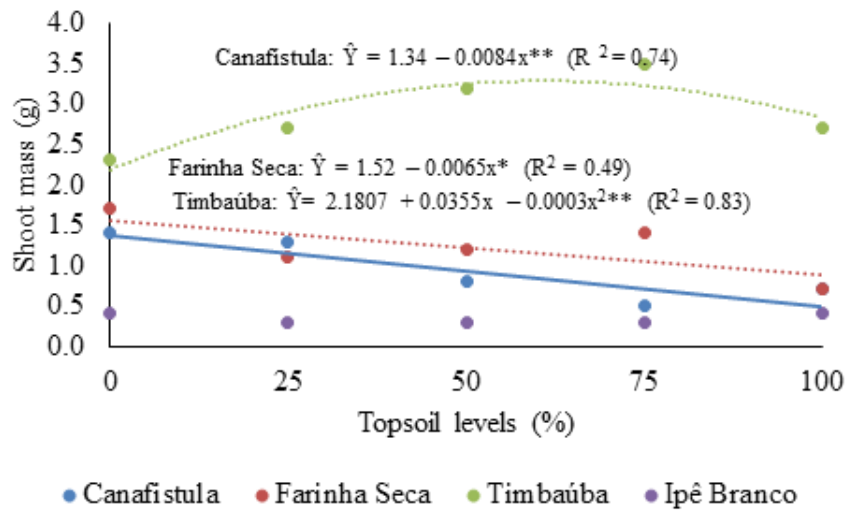 4.0
3.5
3.0
2.5
2.0
1.5
1.0
0.5
0.0
Shoot mass (g)
Canafístula: Ŷ = 1.34 – 0.0084x** (R ² = 0.74)
Farinha Seca: Ŷ = 1.52 – 0.0065x* (R² = 0.49)
Timbaúba: Ŷ= 2.1807 + 0.0355x – 0.0003x²** (R² = 0.83)
0 25 50 75 100
Topsoil levels (%)
Canafistula Farinha Seca Timbaúba Ipê Branco